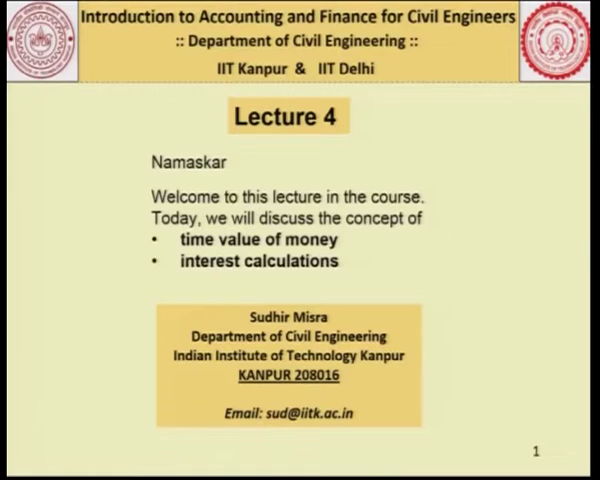 Introduction to Accounting and Finance for Civil Engineers
:: Department of Civil Engineering ::
IIT Kanpur & IIT Delhi
Lecture 4
Namaskar
Welcome to this lecture in the course.
Today, we will discuss the concept of
• time value of money
• interest calculations
Sudhir Misra
Department of Civil Engineering
Indian Institute of Technology Kanpur
KANPUR 208016
Email: sud@iitk.ac.in
1